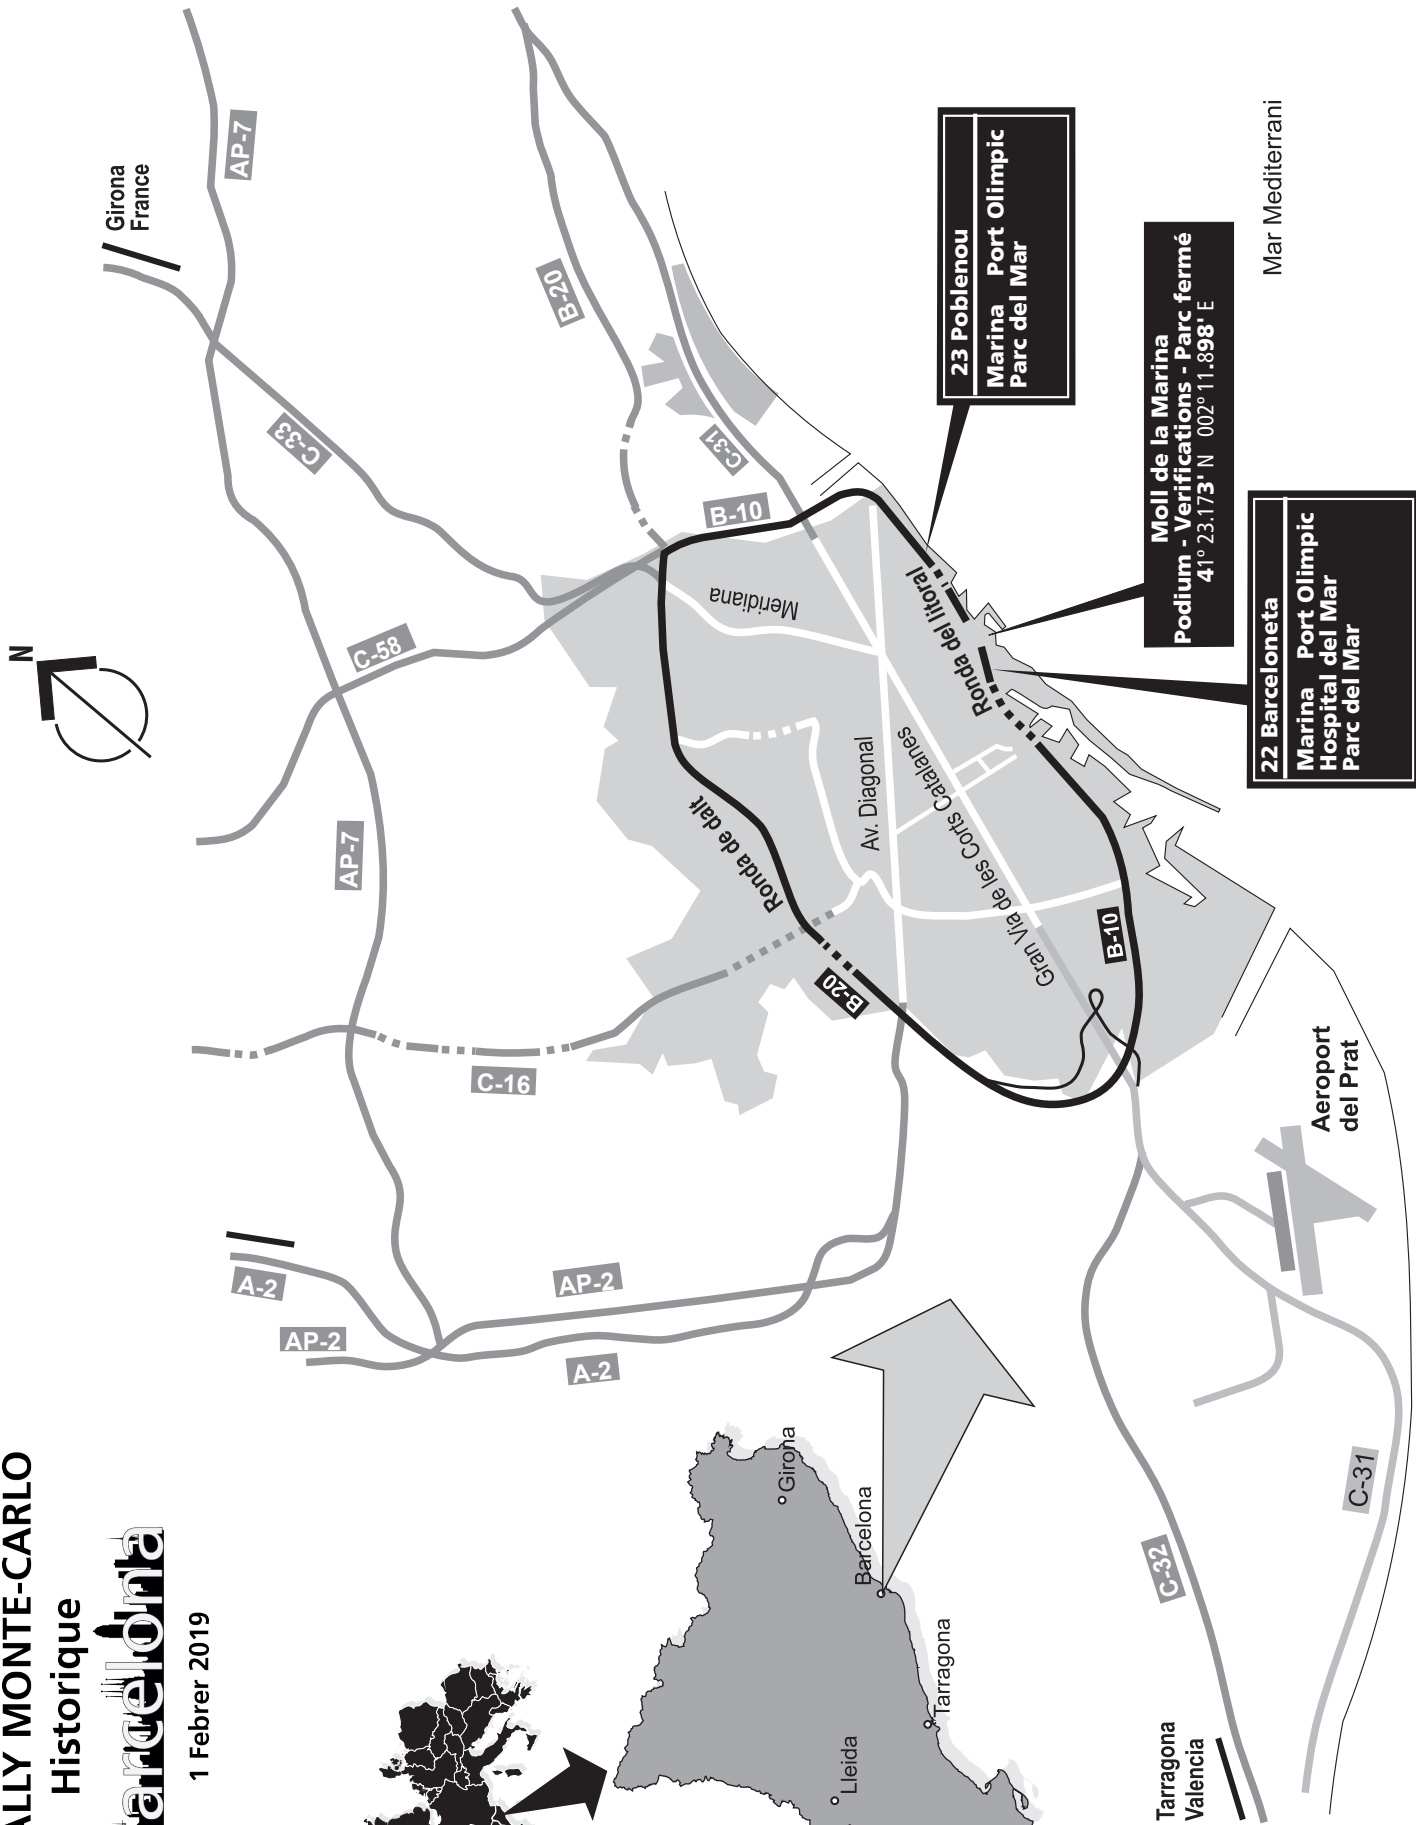 ALLY MONTE-CARLO
Historique
arcelona
1 Febrer 2019
N
Girona
France
AP-7
C-33
B-20
C-31
B-10
C-58
AP-7
C-16
A-2
AP-2
AP-2
A-2
Meridiana
Ronda de dalt
Ronda del litoral
Av. Diagonal
Gran Via de les Corts Catalanes
B-20
B-10
23 Poblenou
Marina Port Olimpic
Parc del Mar
Moll de la Marina
Podium - Verifications - Parc fermé
41º 23.173' N 002º 11.898' E
22 Barceloneta
Marina Port Olimpic
Hospital del Mar
Parc del Mar
Mar Mediterrani
Aeroport
del Prat
C-31
C-32
Tarragona
Valencia
Girona
Barcelona
Tarragona
Lleida